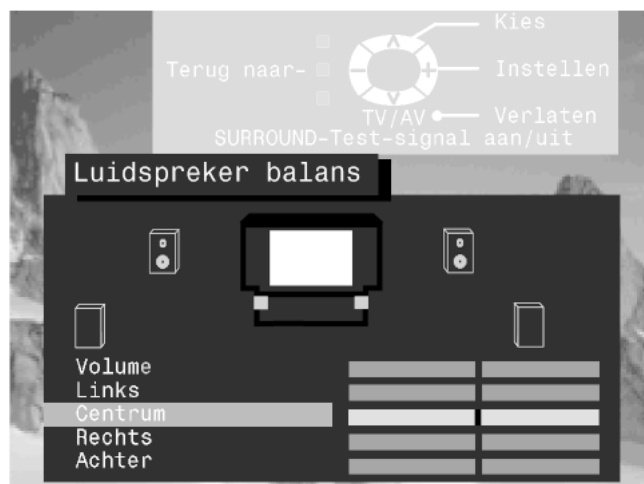 Kies
Terug naar-
Instellen
TV/AV
Verlaten
SURROUND-Test-signal aan/uit
Luidspreker balans
Volume
Links
Centrum
Rechts
Achter